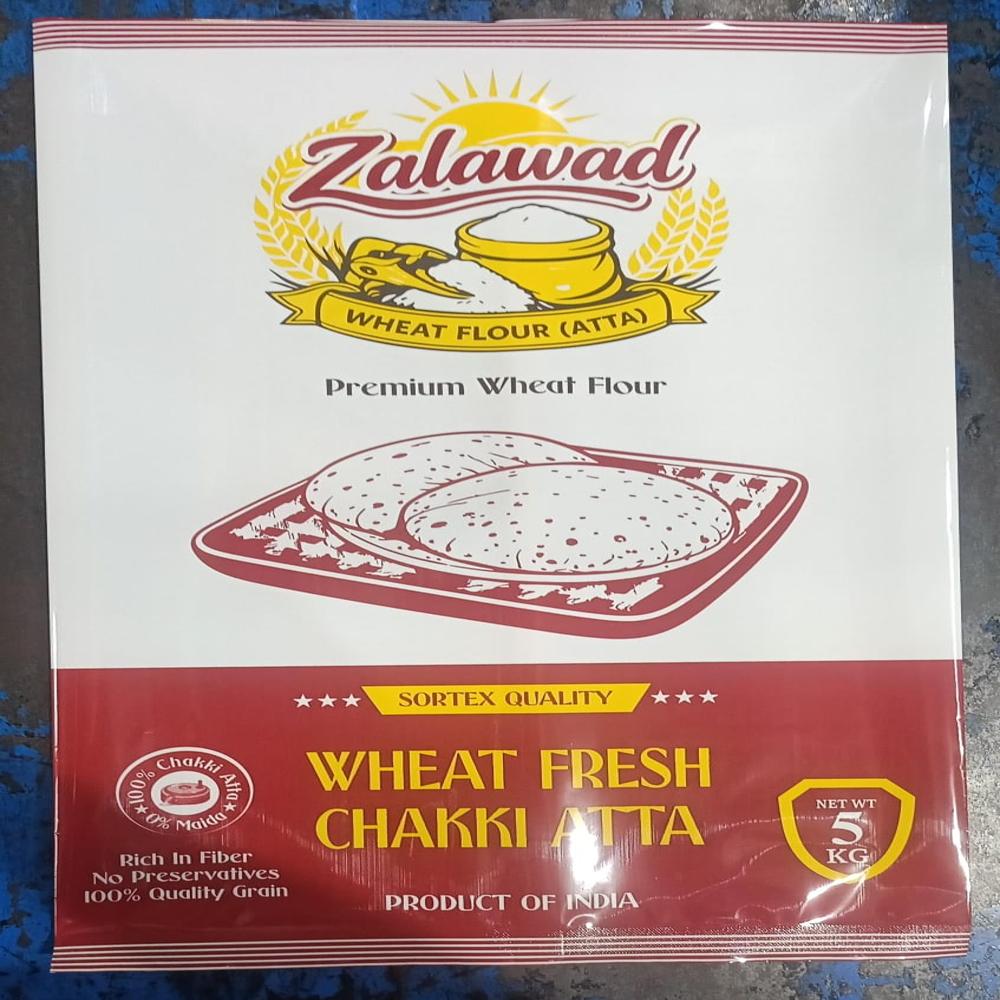 Zalawad
WHEAT FLOUR (ATTA)
Premium Wheat Flour
SORTEX QUALITY
WHEAT FRESH
CHAKKI ATTA
100% Chakki Atta
0% Maida
Rich In Fiber
No Preservatives
100% Quality Grain
NET WT
5
KG
PRODUCT OF INDIA